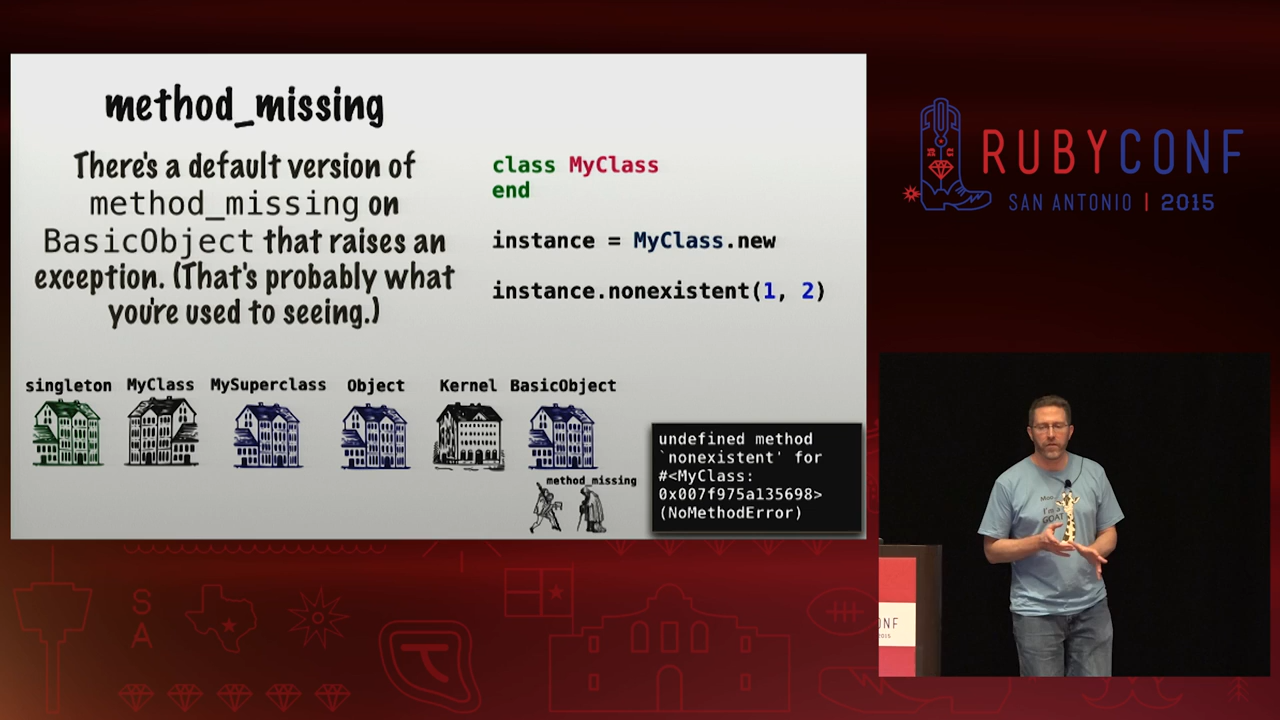 method_missing
There's a default version of
method_missing on
BasicObject that raises an
exception. (That's probably what
you're used to seeing.)
class MyClass
end
instance = MyClass.new
instance.nonexistent(1, 2)
singleton MyClass MySuperclass Object Kernel BasicObject
method_missing
undefined method
`nonexistent' for
#<MyClass:
0x007f975a135698>
(NoMethodError)
RUBYCONF
SAN ANTONIO | 2015
I'm a
GOAT
ONF
S
A